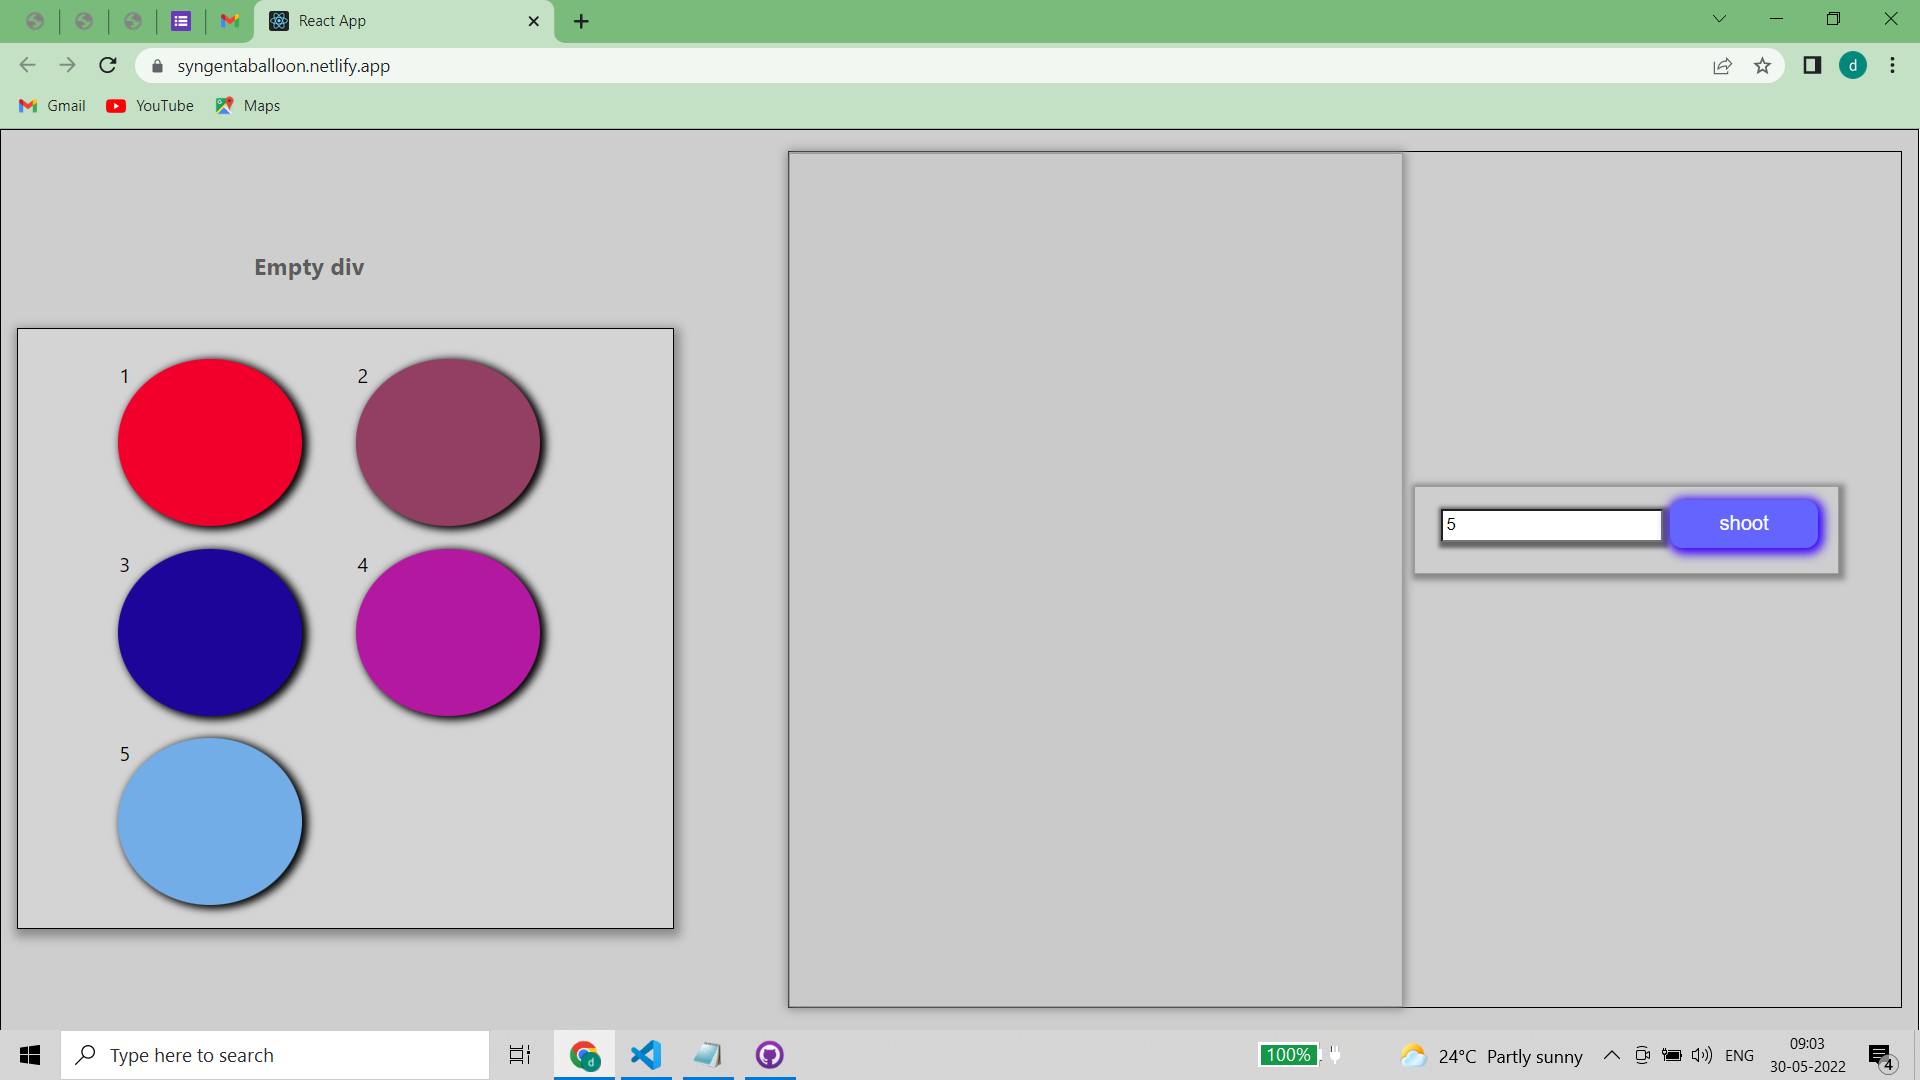 React App
syngentaballoon.netlify.app
d
Gmail
YouTube
Maps
Empty div
1
2
3
4
5
5
shoot
Type here to search
d
100%
24°C Partly sunny
ENG
09:03
30-05-2022
4